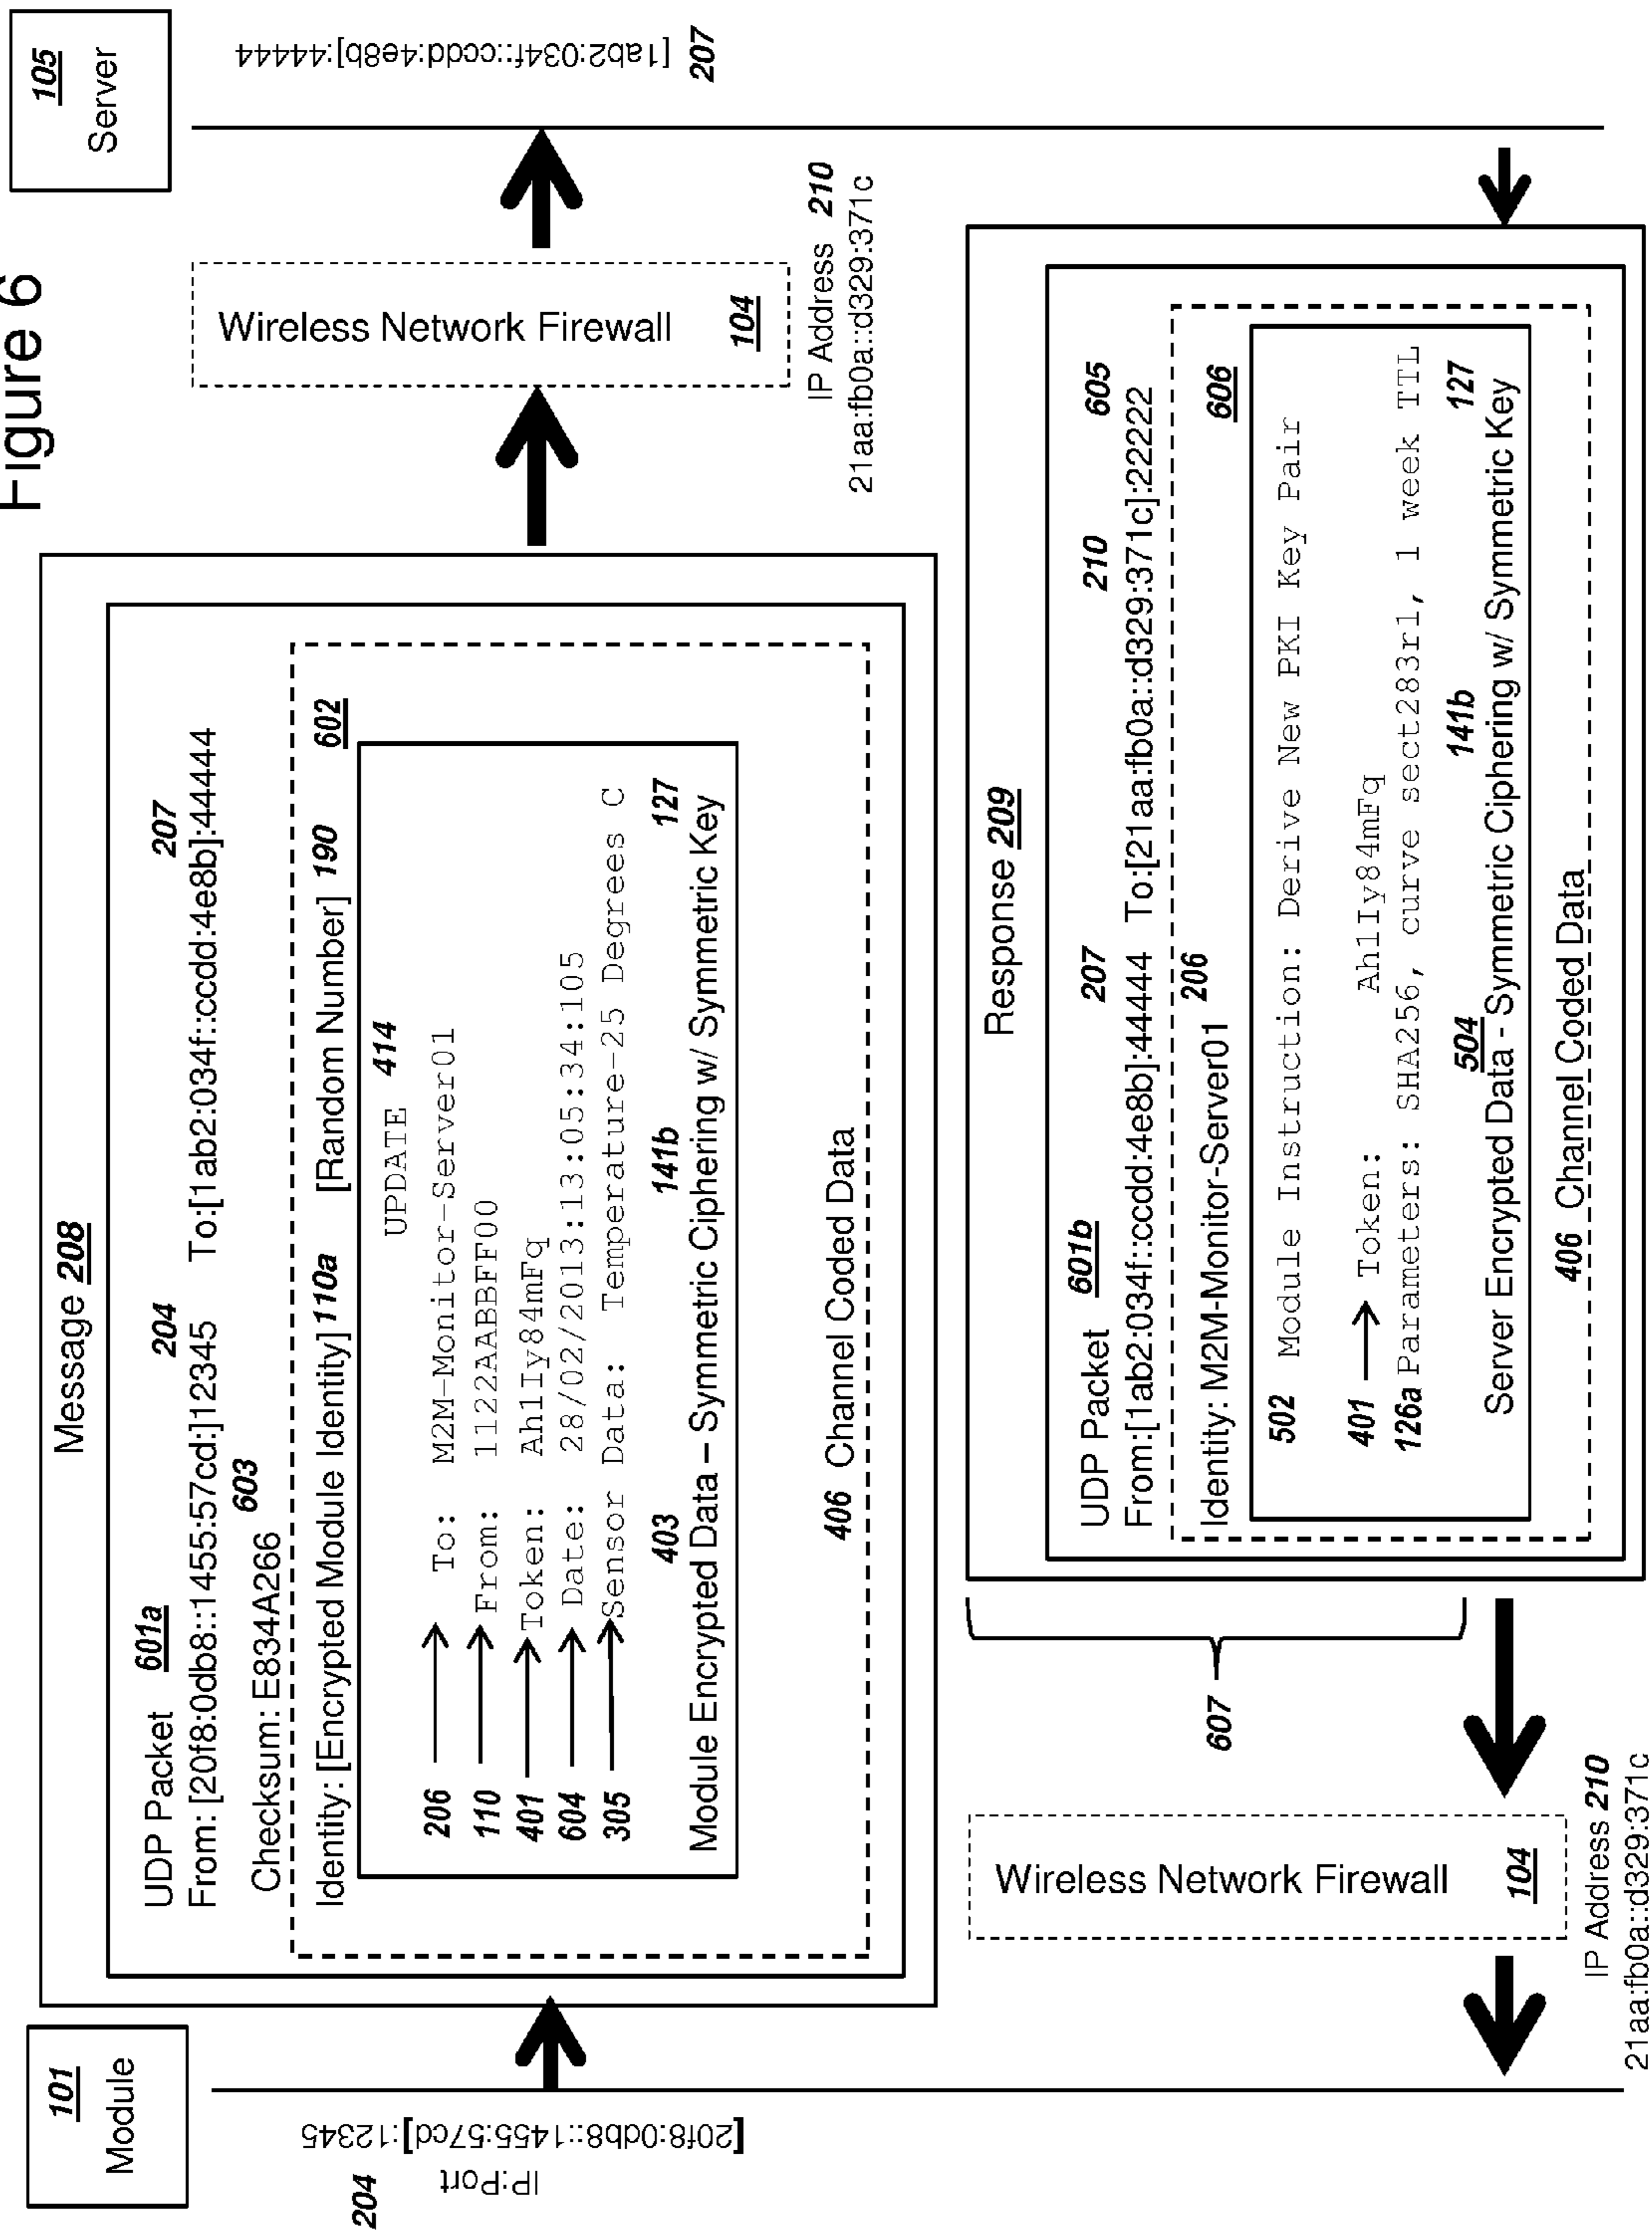 Figure 6
101
Module
105
Server
204
IP:Port
[20f8:0db8::1455:57cd]:12345
[1ab2:034f::ccdd:4e8b]:44444
207
Message 208
UDP Packet 601a
204
207
From: [20f8:0db8::1455:57cd:]12345 To:[1ab2:034f::ccdd:4e8b]:44444
603
Checksum: E834A266
Identity: [Encrypted Module Identity] 110a [Random Number] 190 602
UPDATE 414
206 To: M2M-Monitor-Server01
110 From: 1122AABBFF00
401 Token: Ah1Iy84mFq
604 Date: 28/02/2013:13:05:34:105
305 Sensor Data: Temperature-25 Degrees C
403 141b 127
Module Encrypted Data – Symmetric Ciphering w/ Symmetric Key
406 Channel Coded Data
Wireless Network Firewall
104
IP Address 210
21aa:fb0a::d329:371c
Response 209
UDP Packet 601b 207 210 605
From:[1ab2:034f::ccdd:4e8b]:44444 To:[21aa:fb0a::d329:371c]:22222
206
Identity: M2M-Monitor-Server01
606
502 Module Instruction: Derive New PKI Key Pair
401 Token: Ah1Iy84mFq
126a Parameters: SHA256, curve sect283r1, 1 week TTL
504 141b 127
Server Encrypted Data - Symmetric Ciphering w/ Symmetric Key
406 Channel Coded Data
607
Wireless Network Firewall
104
IP Address 210
21aa:fb0a::d329:371c